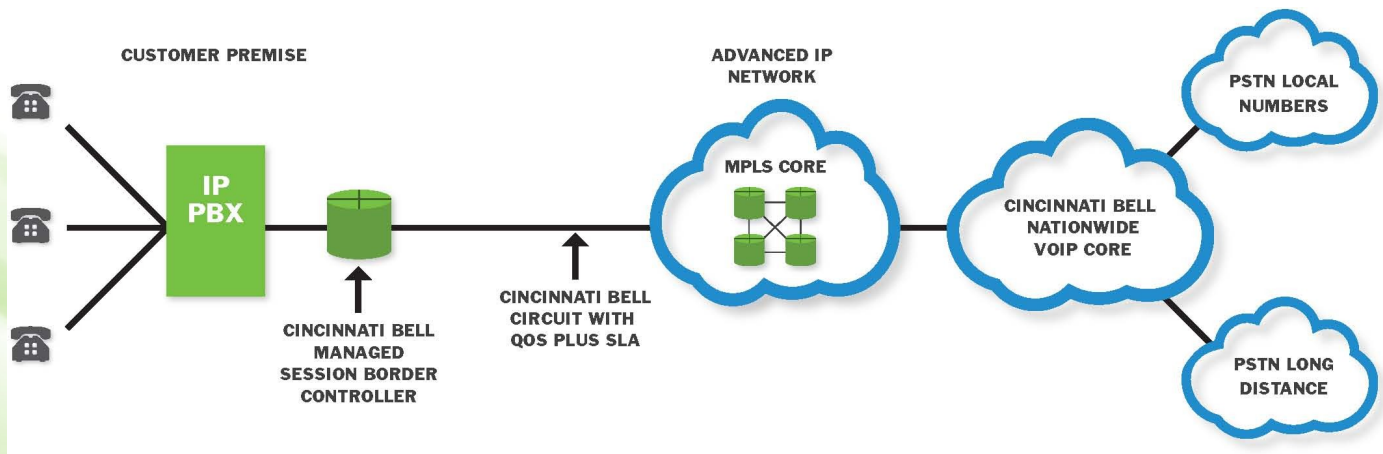 CUSTOMER PREMISE
IP
PBX
CINCINNATI BELL
MANAGED
SESSION BORDER
CONTROLLER
CINCINNATI BELL
CIRCUIT WITH
QOS PLUS SLA
ADVANCED IP
NETWORK
MPLS CORE
CINCINNATI BELL
NATIONWIDE
VOIP CORE
PSTN LOCAL
NUMBERS
PSTN LONG
DISTANCE